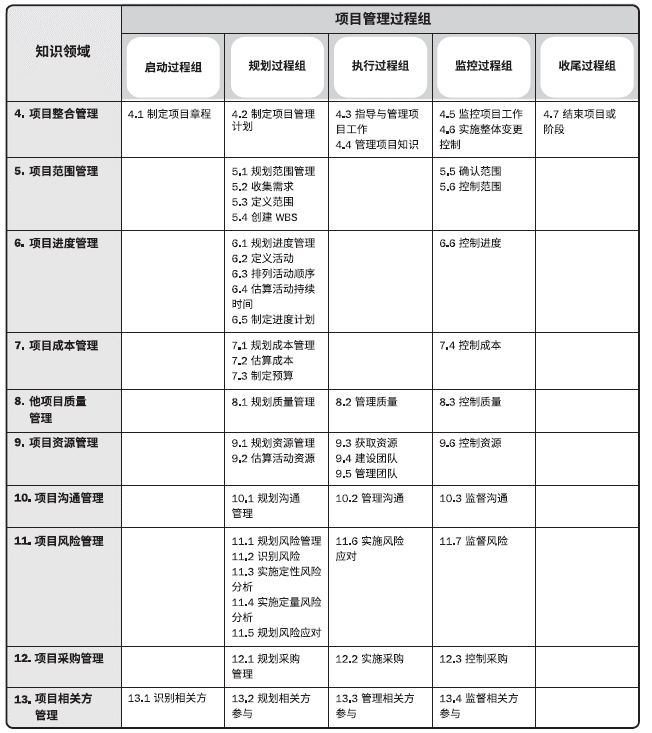 项目管理过程组
知识领域
启动过程组
规划过程组
执行过程组
监控过程组
收尾过程组
4. 项目整合管理
4.1 制定项目章程
4.2 制定项目管理
计划
4.3 指导与管理项
目工作
4.4 管理项目知识
4.5 监控项目工作
4.6 实施整体变更
控制
4.7 结束项目或
阶段
5. 项目范围管理
5.1 规划范围管理
5.2 收集需求
5.3 定义范围
5.4 创建 WBS
5.5 确认范围
5.6 控制范围
6. 项目进度管理
6.1 规划进度管理
6.2 定义活动
6.3 排列活动顺序
6.4 估算活动持续
时间
6.5 制定进度计划
6.6 控制进度
7. 项目成本管理
7.1 规划成本管理
7.2 估算成本
7.3 制定预算
7.4 控制成本
8. 他项目质量
管理
8.1 规划质量管理
8.2 管理质量
8.3 控制质量
9. 项目资源管理
9.1 规划资源管理
9.2 估算活动资源
9.3 获取资源
9.4 建设团队
9.5 管理团队
9.6 控制资源
10. 项目沟通管理
10.1 规划沟通
管理
10.2 管理沟通
10.3 监督沟通
11. 项目风险管理
11.1 规划风险管理
11.2 识别风险
11.3 实施定性风险
分析
11.4 实施定量风险
分析
11.5 规划风险应对
11.6 实施风险
应对
11.7 监督风险
12. 项目采购管理
12.1 规划采购
管理
12.2 实施采购
12.3 控制采购
13. 项目相关方
管理
13.1 识别相关方
13.2 规划相关方
参与
13.3 管理相关方
参与
13.4 监督相关方
参与